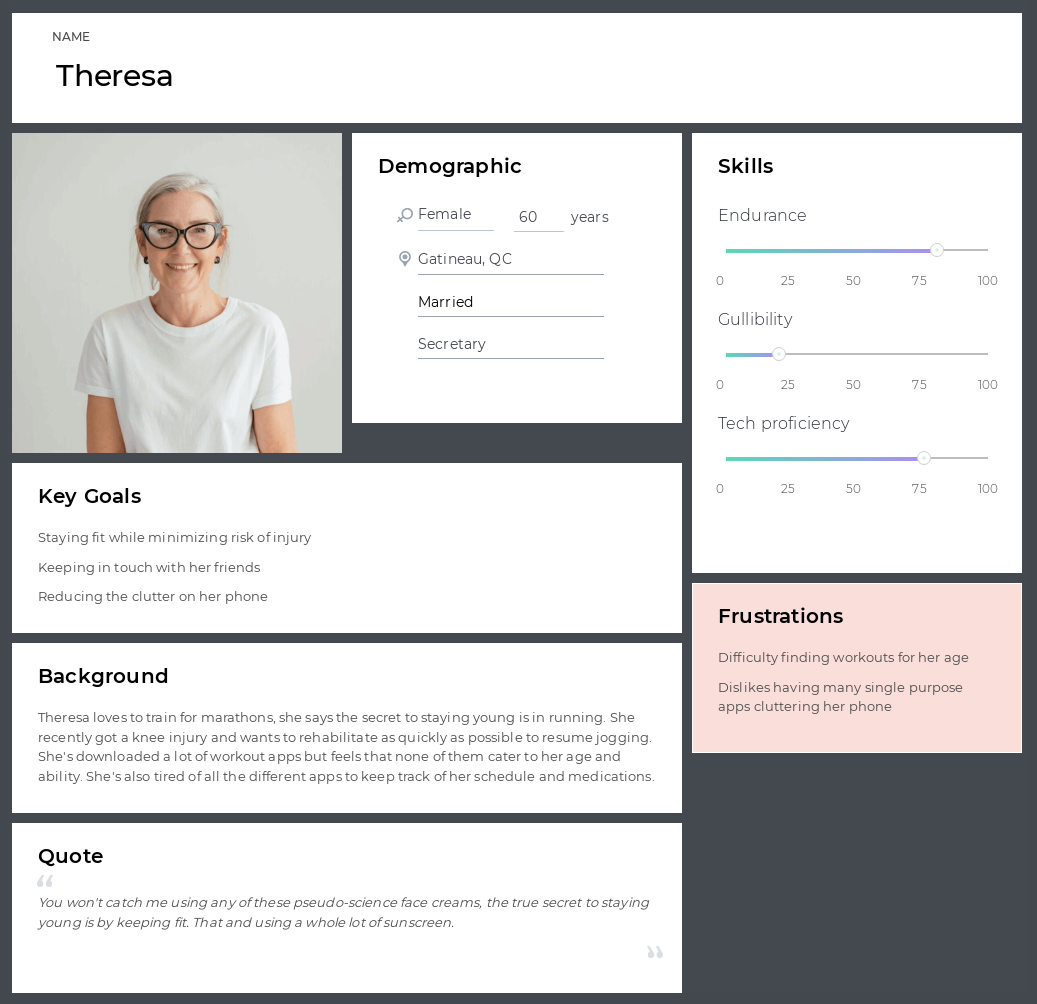 NAME
Theresa
Demographic
Female 60 years
Gatineau, QC
Married
Secretary
Skills
Endurance
0 25 50 75 100
Gullibility
0 25 50 75 100
Tech proficiency
0 25 50 75 100
Key Goals
Staying fit while minimizing risk of injury
Keeping in touch with her friends
Reducing the clutter on her phone
Frustrations
Difficulty finding workouts for her age
Dislikes having many single purpose
apps cluttering her phone
Background
Theresa loves to train for marathons, she says the secret to staying young is in running. She
recently got a knee injury and wants to rehabilitate as quickly as possible to resume jogging.
She's downloaded a lot of workout apps but feels that none of them cater to her age and
ability. She's also tired of all the different apps to keep track of her schedule and medications.
Quote
“
You won't catch me using any of these pseudo-science face creams, the true secret to staying
young is by keeping fit. That and using a whole lot of sunscreen.
”